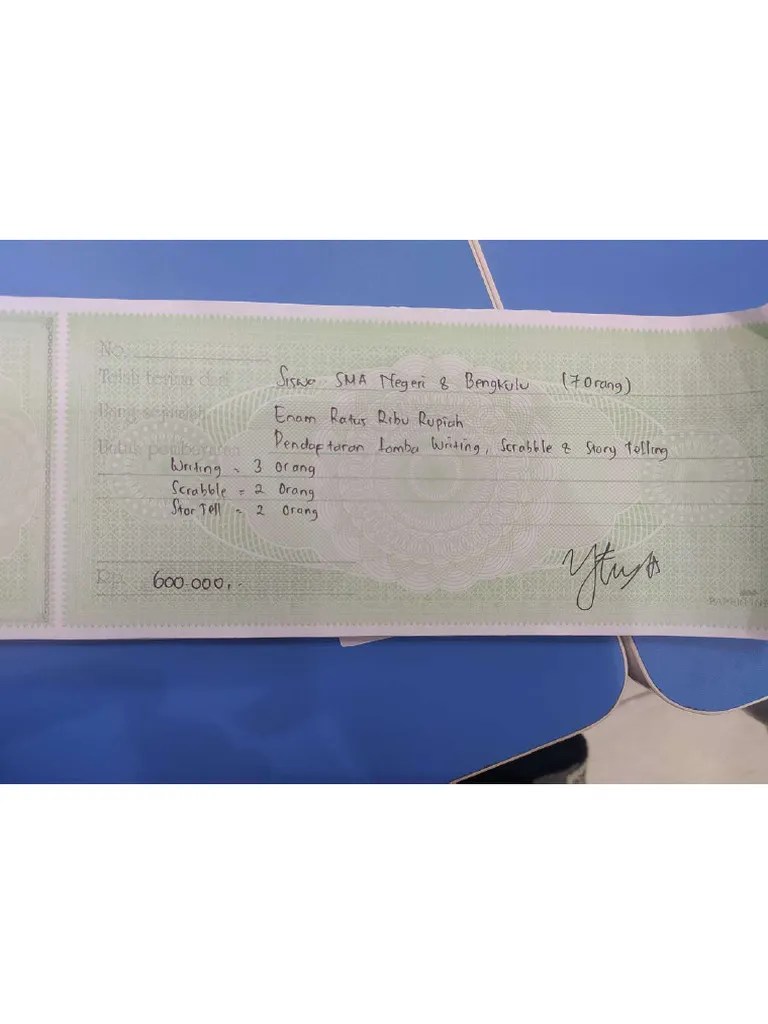 No.
Telah terima dari Siswa SMA Negeri 8 Bengkulu (7 orang)
Uang sejumlah Enam Ratus Ribu Rupiah
Untuk pembayaran Pendaftaran Lomba Writing, Scrabble & Story Telling
Writing = 3 orang
Scrabble = 2 orang
Stor Tell = 2 orang
Rp. 600.000,-